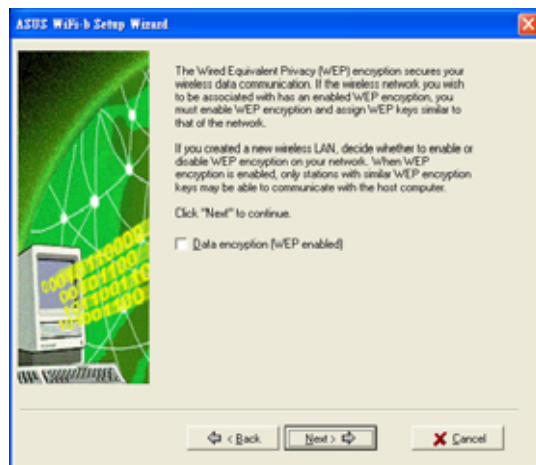 ASUS WiFi-b Setup Wizard
The Wired Equivalent Privacy (WEP) encryption secures your
wireless data communication. If the wireless network you wish
to be associated with has an enabled WEP encryption, you
must enable WEP encryption and assign WEP keys similar to
that of the network.
If you created a new wireless LAN, decide whether to enable or
disable WEP encryption on your network. When WEP
encryption is enabled, only stations with similar WEP encryption
keys may be able to communicate with the host computer.
Click "Next" to continue.
Data encryption (WEP enabled)
< Back
Next >
Cancel